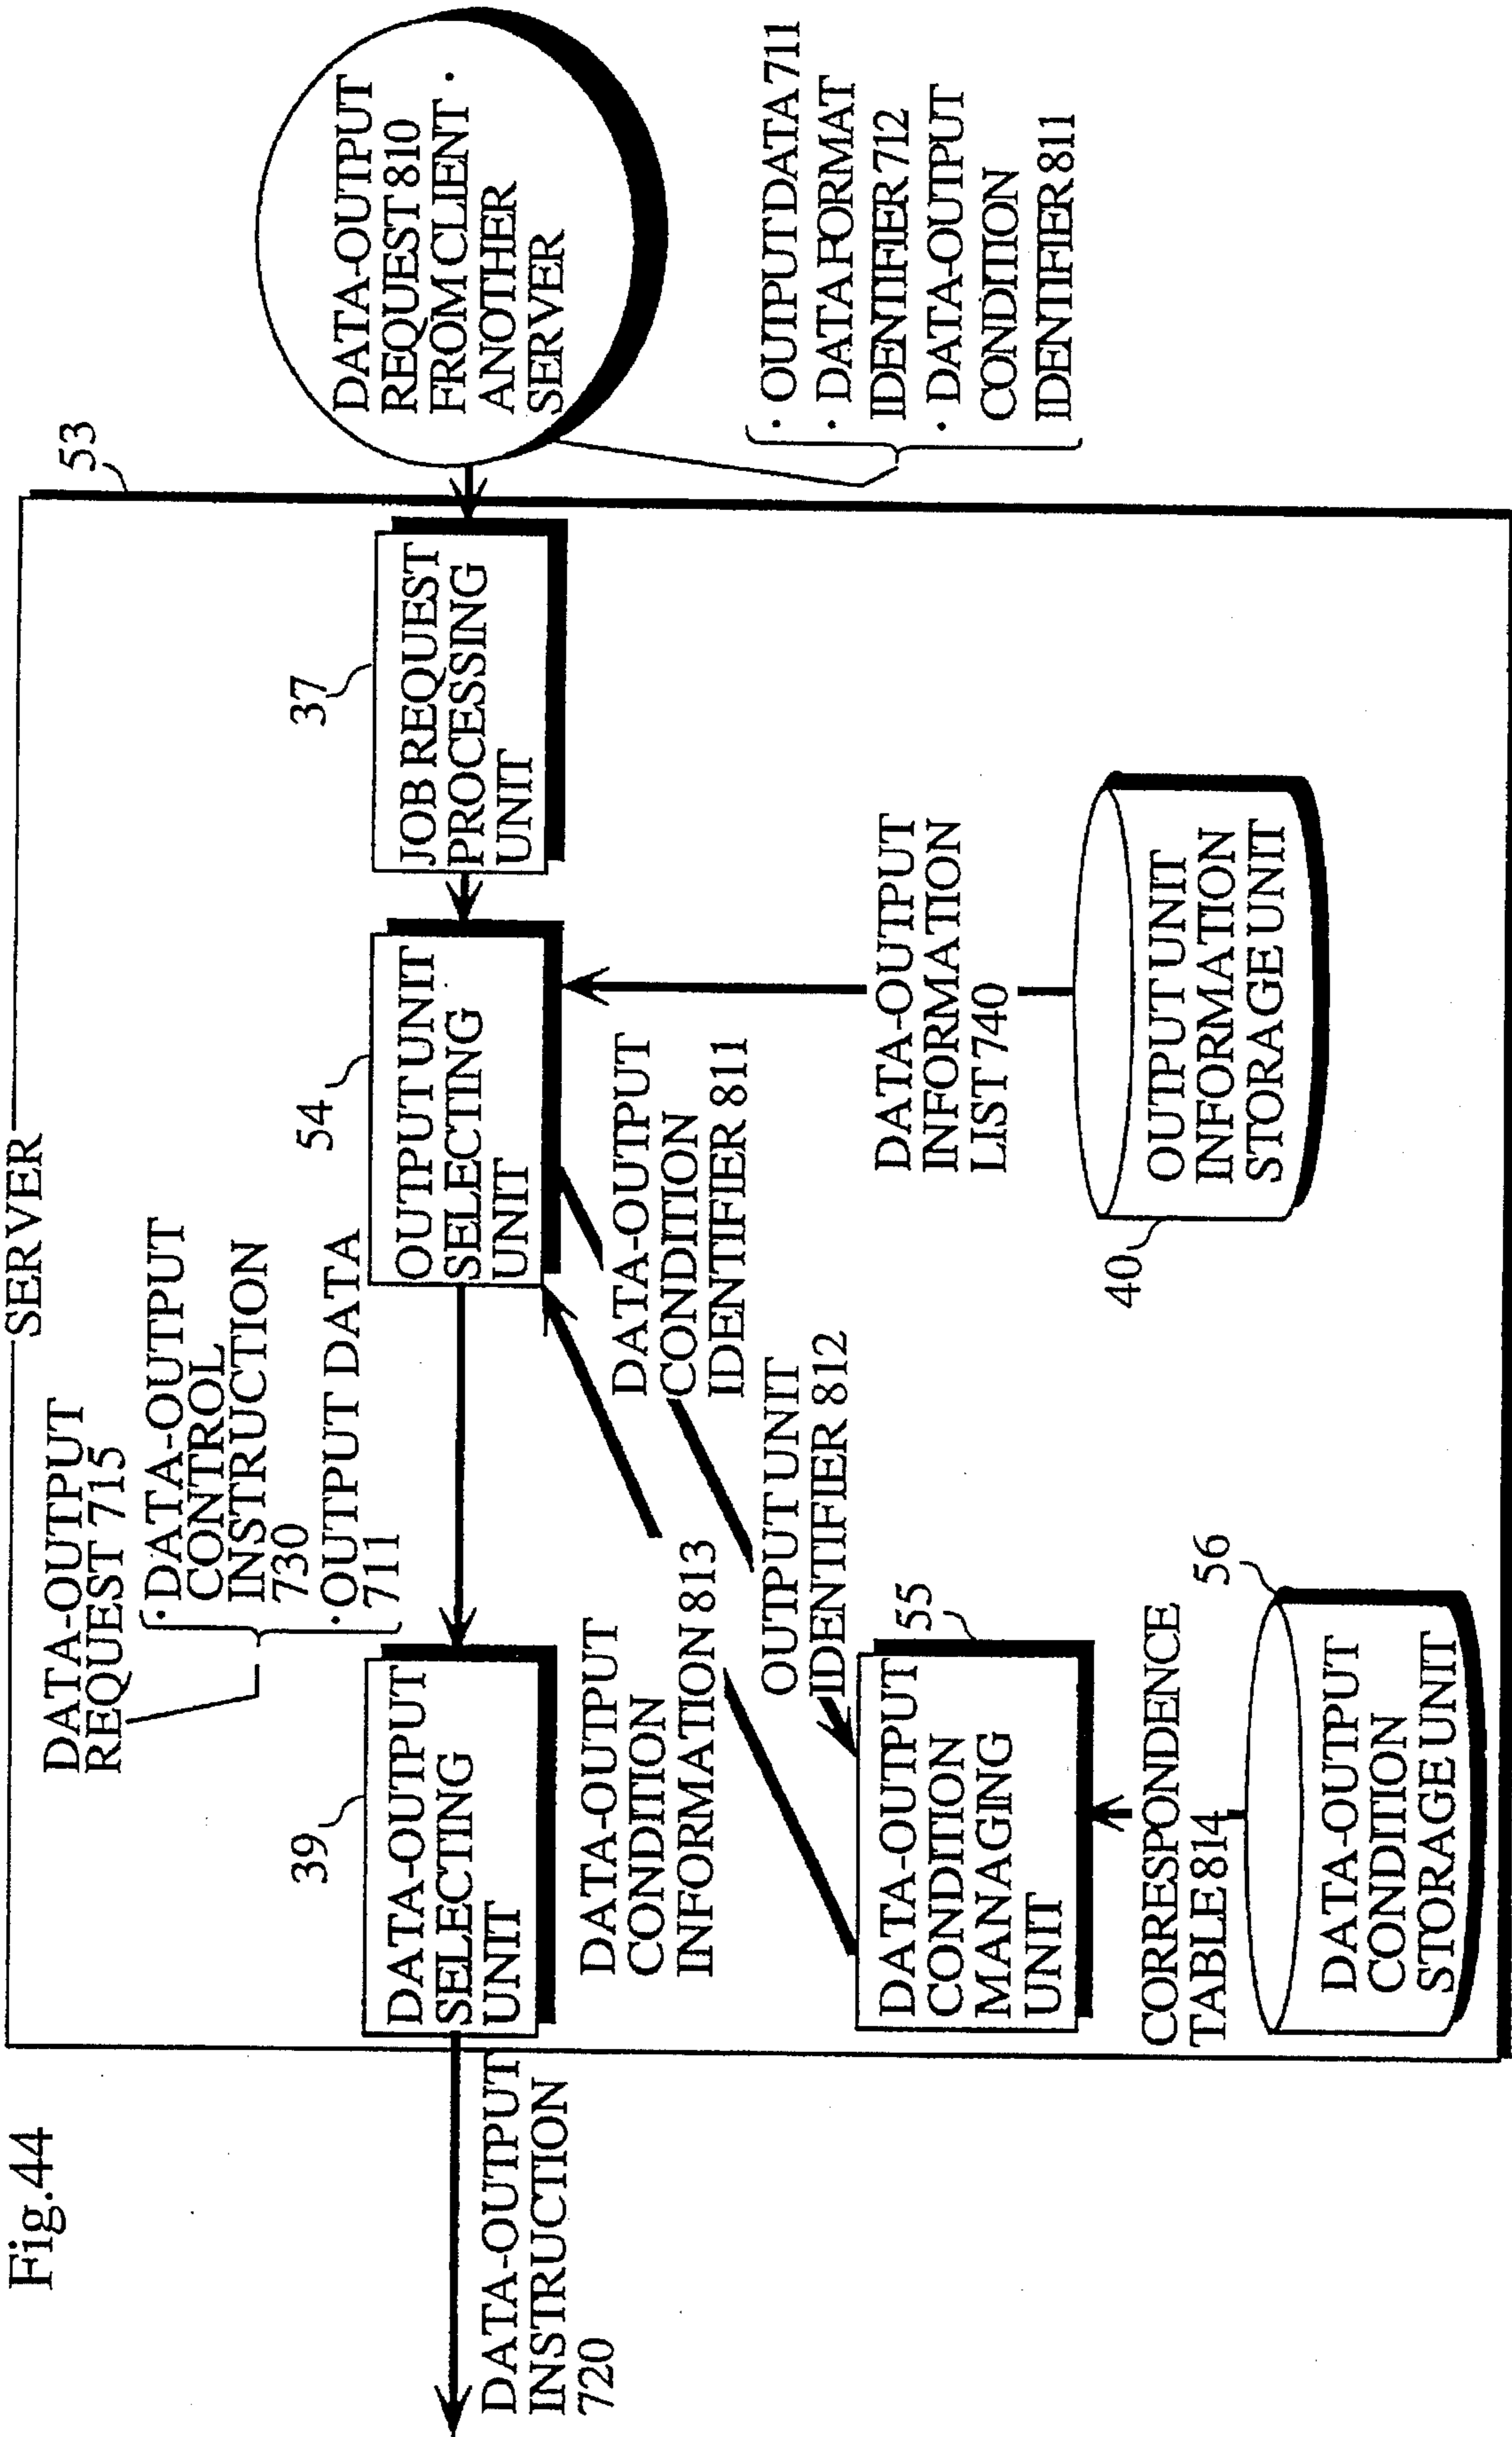 Fig.44
SERVER
53
DATA-OUTPUT
REQUEST 715
· DATA-OUTPUT
CONTROL
INSTRUCTION
730
· OUTPUT DATA
711
DATA-OUTPUT
INSTRUCTION
720
39
DATA-OUTPUT
SELECTING
UNIT
54
OUTPUT UNIT
SELECTING
UNIT
37
JOB REQUEST
PROCESSING
UNIT
DATA-OUTPUT
REQUEST 810
FROM CLIENT ·
ANOTHER
SERVER
· OUTPUT DATA 711
· DATA FORMAT
IDENTIFIER 712
· DATA-OUTPUT
CONDITION
IDENTIFIER 811
DATA-OUTPUT
CONDITION
INFORMATION 813
DATA-OUTPUT
CONDITION
IDENTIFIER 811
OUTPUT UNIT
IDENTIFIER 812
55
DATA-OUTPUT
CONDITION
MANAGING
UNIT
DATA-OUTPUT
INFORMATION
LIST 740
CORRESPONDENCE
TABLE 814
56
DATA-OUTPUT
CONDITION
STORAGE UNIT
40
OUTPUT UNIT
INFORMATION
STORAGE UNIT